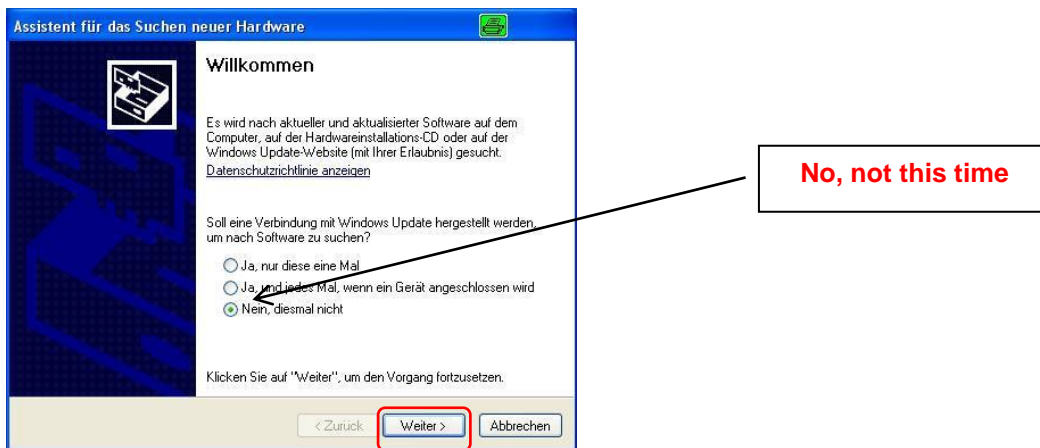 Assistent für das Suchen neuer Hardware
Willkommen
Es wird nach aktueller und aktualisierter Software auf dem
Computer, auf der Hardwareinstallations-CD oder auf der
Windows Update-Website (mit Ihrer Erlaubnis) gesucht.
Datenschutzrichtlinie anzeigen
No, not this time
Soll eine Verbindung mit Windows Update hergestellt werden,
um nach Software zu suchen?
Ja, nur diese eine Mal
Ja, und jedes Mal, wenn ein Gerät angeschlossen wird
Nein, diesmal nicht
Klicken Sie auf "Weiter", um den Vorgang fortzusetzen.
< Zurück Weiter > Abbrechen